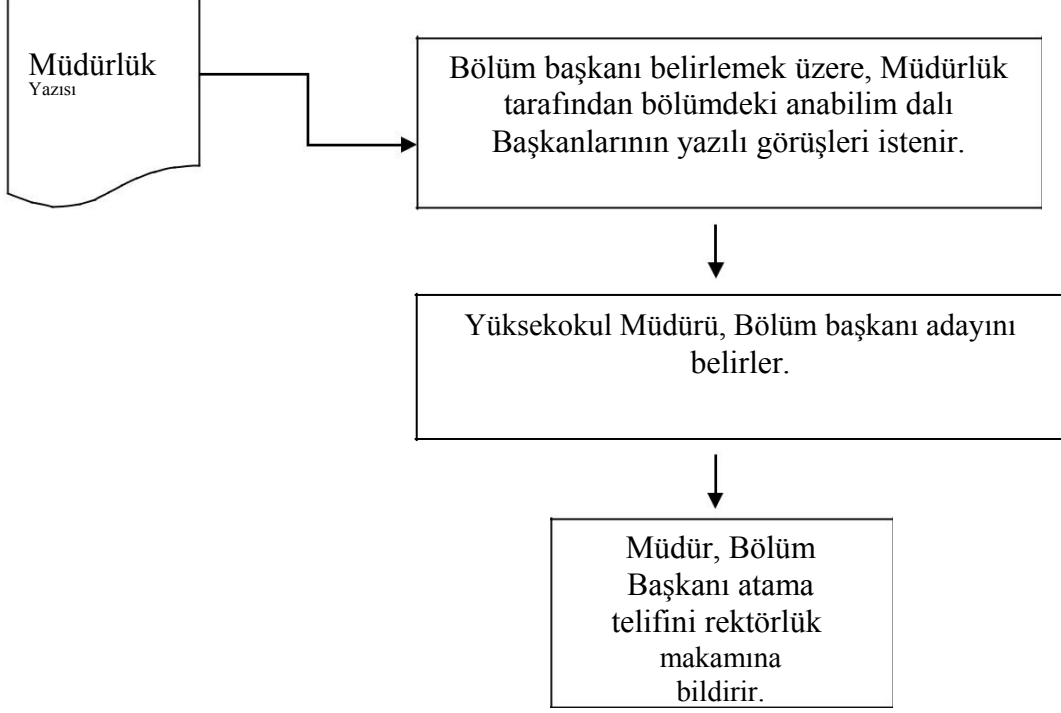 Müdürlük
Yazısı
Bölüm başkanı belirlemek üzere, Müdürlük
tarafından bölümdeki anabilim dalı
Başkanlarının yazılı görüşleri istenir.
Yüksekokul Müdürü, Bölüm başkanı adayını
belirler.
Müdür, Bölüm
Başkanı atama
telifini rektörlük
makamına
bildirir.